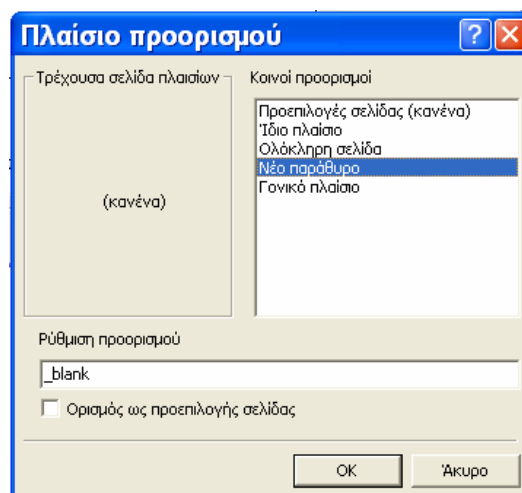 Πλαίσιο προορισμού
Τρέχουσα σελίδα πλαισίων
(κανένα)
Κοινοί προορισμοί
Προεπιλογές σελίδας (κανένα)
Ίδιο πλαίσιο
Ολόκληρη σελίδα
Νέο παράθυρο
Γονικό πλαίσιο
Ρύθμιση προορισμού
_blank
Ορισμός ως προεπιλογής σελίδας
OK
Άκυρο